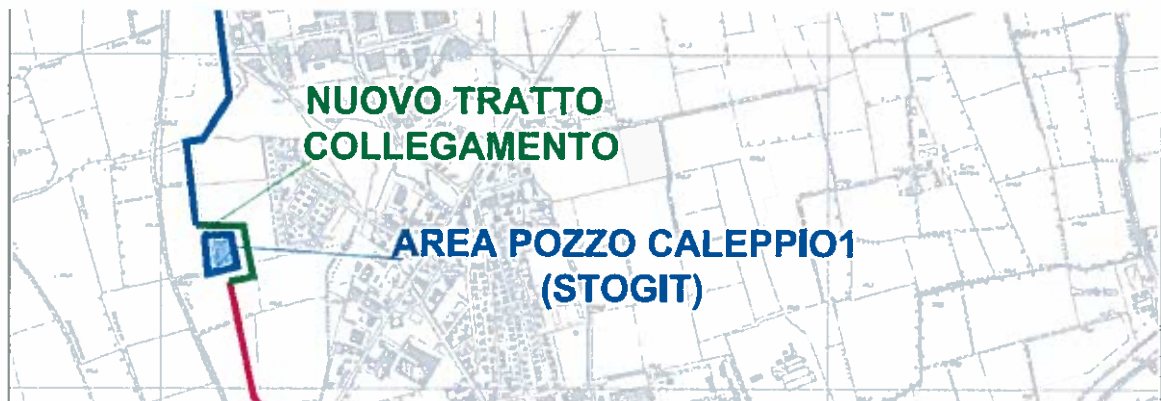 NUOVO TRATTO
COLLEGAMENTO
AREA POZZO CALEPPIO1
(STOGIT)